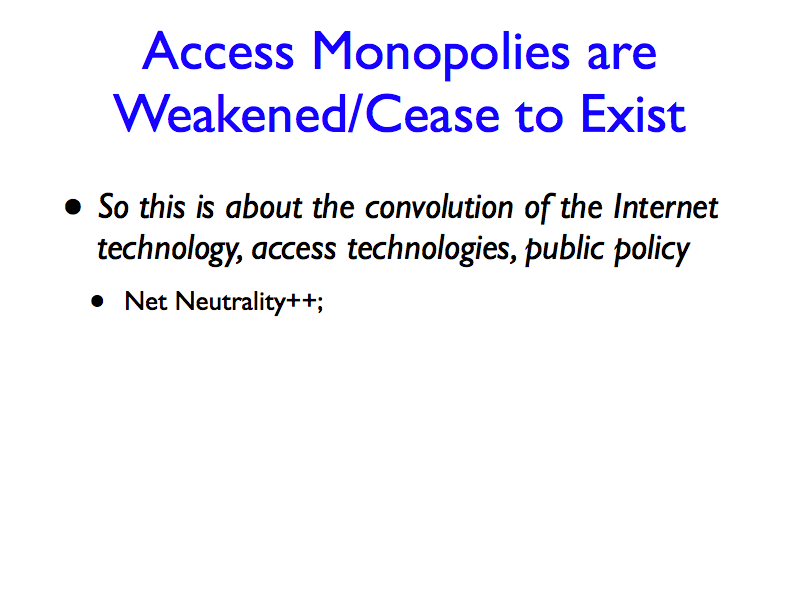 Access Monopolies are
Weakened/Cease to Exist
• So this is about the convolution of the Internet
technology, access technologies, public policy
• Net Neutrality++;